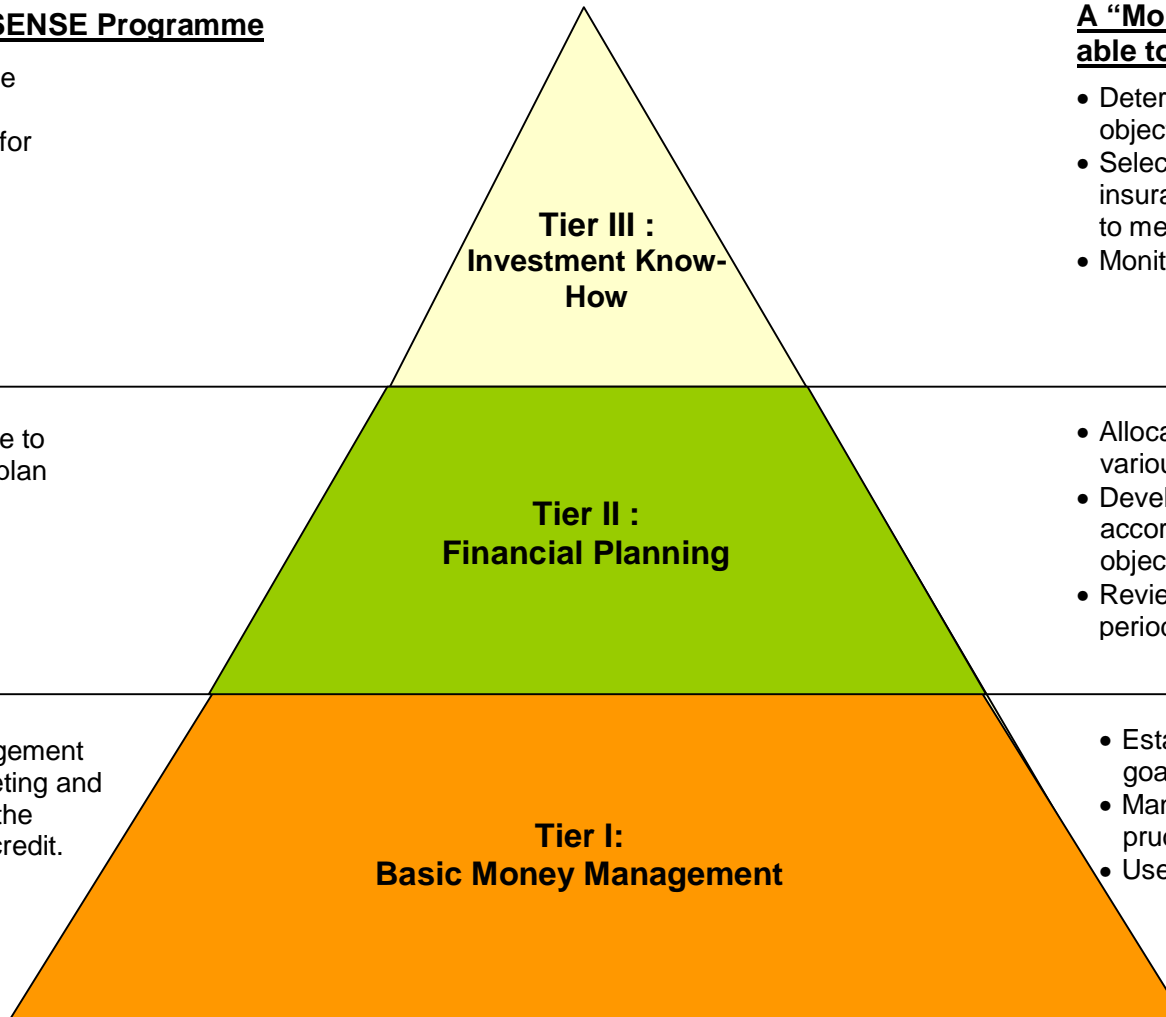 SENSE Programme
e
for
e to
plan
gement
eting and
the
credit.
Tier III :
Investment Know-
How
Tier II :
Financial Planning
Tier I:
Basic Money Management
A “Mo
able to
• Deter
objec
• Selec
insura
to me
• Monit
• Alloca
variou
• Devel
accor
objec
• Revie
period
• Esta
goa
• Man
prud
• Use